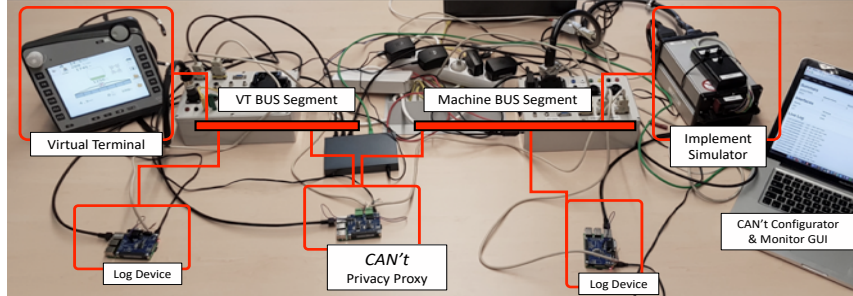 VT BUS Segment
Machine BUS Segment
Virtual Terminal
Implement
Simulator
CAN't Configurator
& Monitor GUI
Log Device
CAN't
Privacy Proxy
Log Device